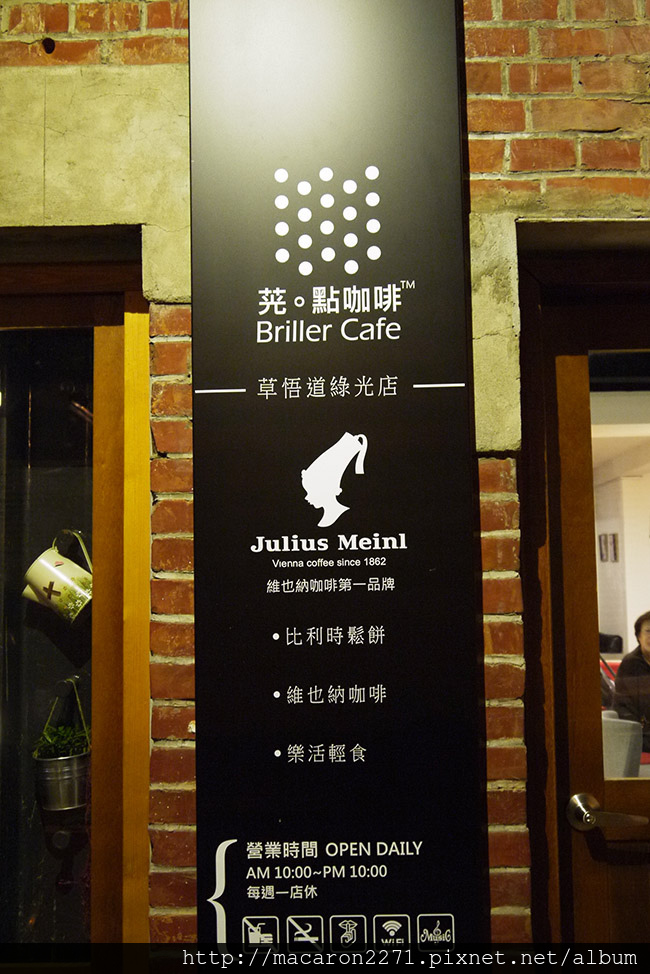 芫。點咖啡™
Briller Cafe
草悟道綠光店
Julius Meinl
Vienna coffee since 1862
維也納咖啡第一品牌
•比利時鬆餅
•維也納咖啡
•樂活輕食
營業時間 OPEN DAILY
AM 10:00~PM 10:00
每週一店休
WiFi
MUSIC
http://macaron2271.pixnet.net/album